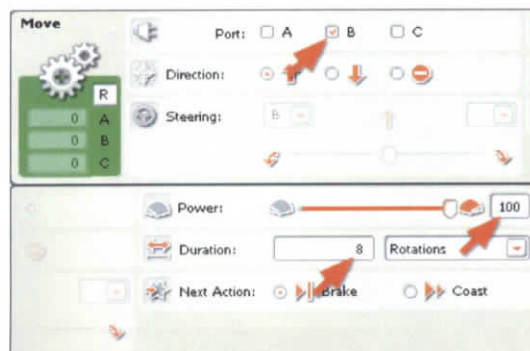 Move
Port: A B C
R
Direction:
0 A
Steering: B
0 B
0 C
Power: 100
Duration: 8 Rotations
Next Action: Brake Coast